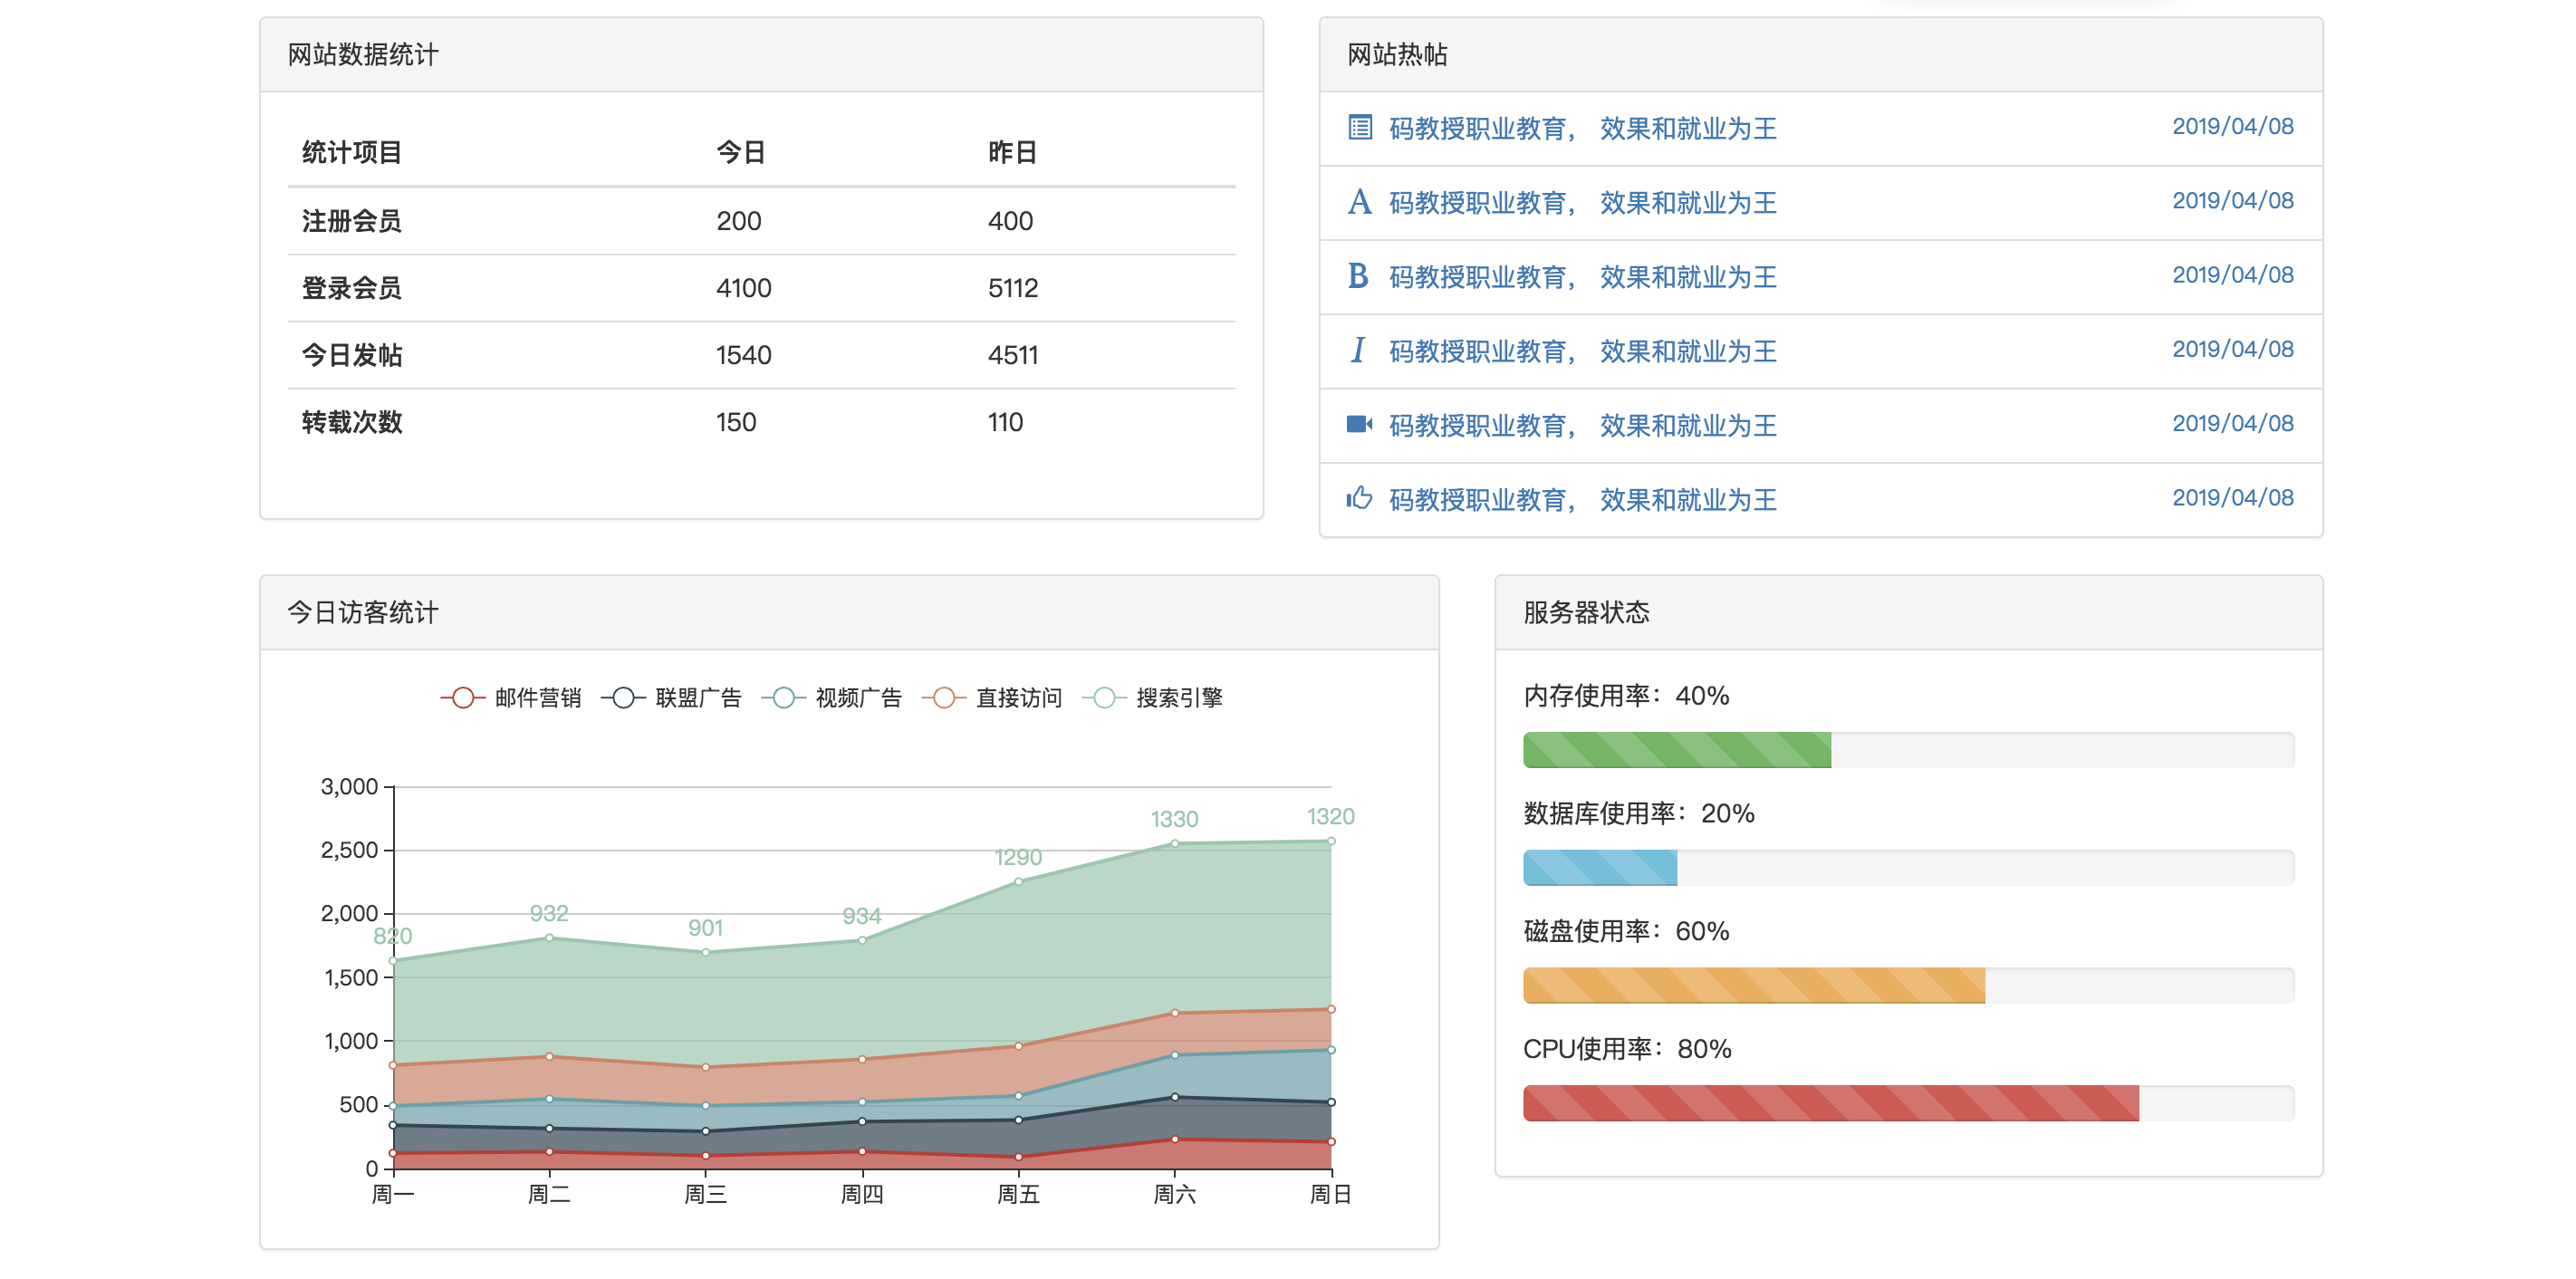 网站数据统计
统计项目 今日 昨日
注册会员 200 400
登录会员 4100 5112
今日发帖 1540 4511
转载次数 150 110
网站热帖
码教授职业教育， 效果和就业为王 2019/04/08
码教授职业教育， 效果和就业为王 2019/04/08
码教授职业教育， 效果和就业为王 2019/04/08
码教授职业教育， 效果和就业为王 2019/04/08
码教授职业教育， 效果和就业为王 2019/04/08
码教授职业教育， 效果和就业为王 2019/04/08
今日访客统计
邮件营销 联盟广告 视频广告 直接访问 搜索引擎
3,000
2,500
2,000
1,500
1,000
500
0
820 932 901 934 1290 1330 1320
周一 周二 周三 周四 周五 周六 周日
服务器状态
内存使用率：40%
数据库使用率：20%
磁盘使用率：60%
CPU使用率：80%